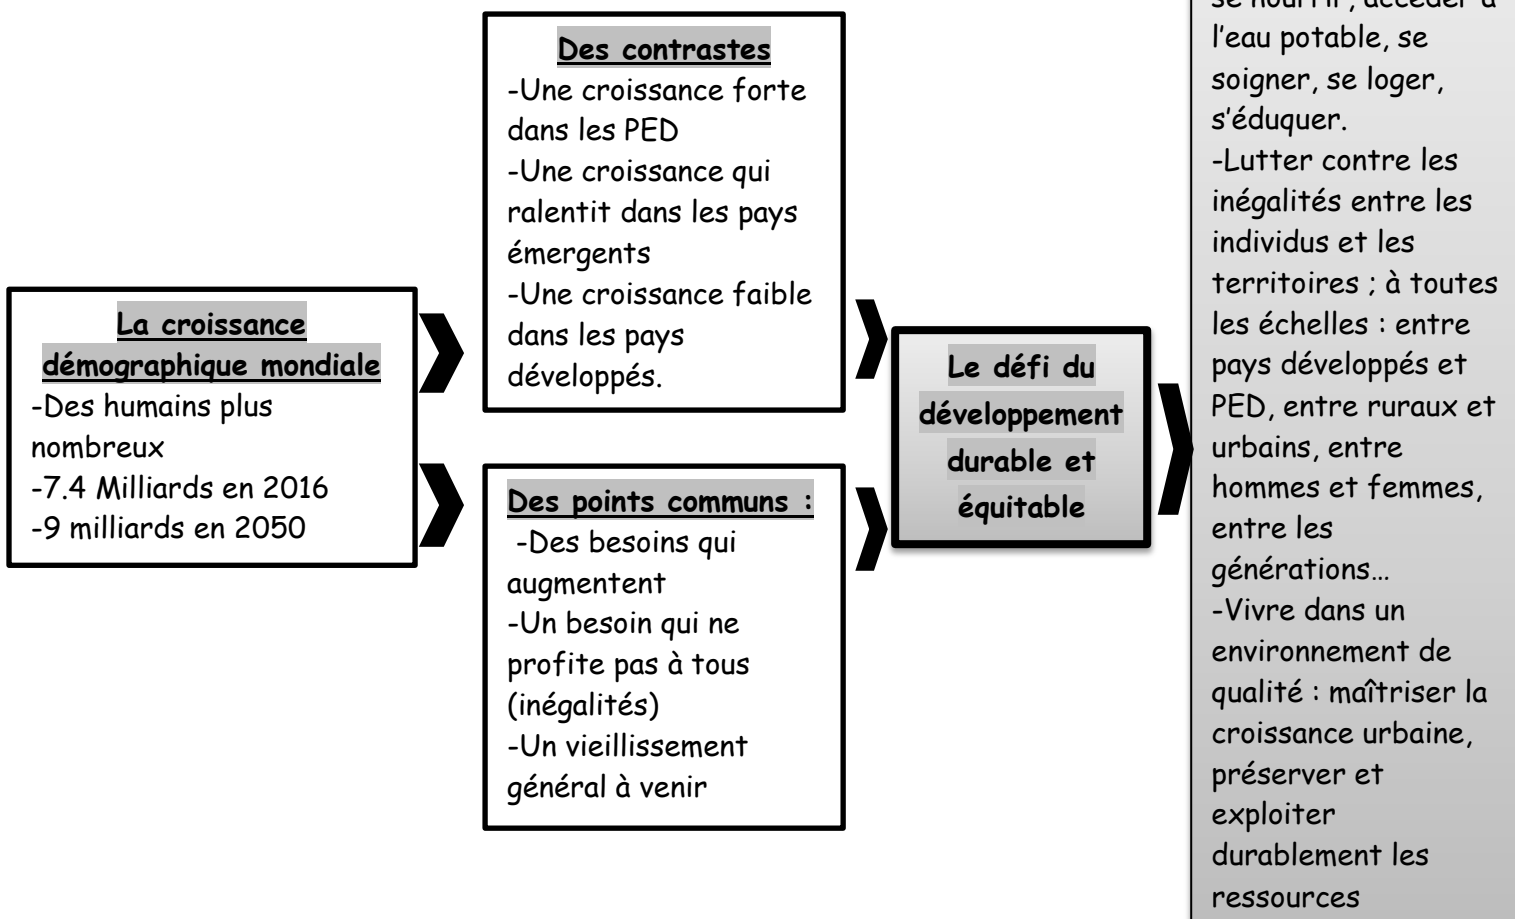 La croissance
démographique mondiale
-Des humains plus
nombreux
-7.4 Milliards en 2016
-9 milliards en 2050
Des contrastes
-Une croissance forte
dans les PED
-Une croissance qui
ralentit dans les pays
émergents
-Une croissance faible
dans les pays
développés.
Des points communs :
-Des besoins qui
augmentent
-Un besoin qui ne
profite pas à tous
(inégalités)
-Un vieillissement
général à venir
Le défi du
développement
durable et
équitable
se nourrir, accéder à
l’eau potable, se
soigner, se loger,
s’éduquer.
-Lutter contre les
inégalités entre les
individus et les
territoires ; à toutes
les échelles : entre
pays développés et
PED, entre ruraux et
urbains, entre
hommes et femmes,
entre les
générations…
-Vivre dans un
environnement de
qualité : maîtriser la
croissance urbaine,
préserver et
exploiter
durablement les
ressources